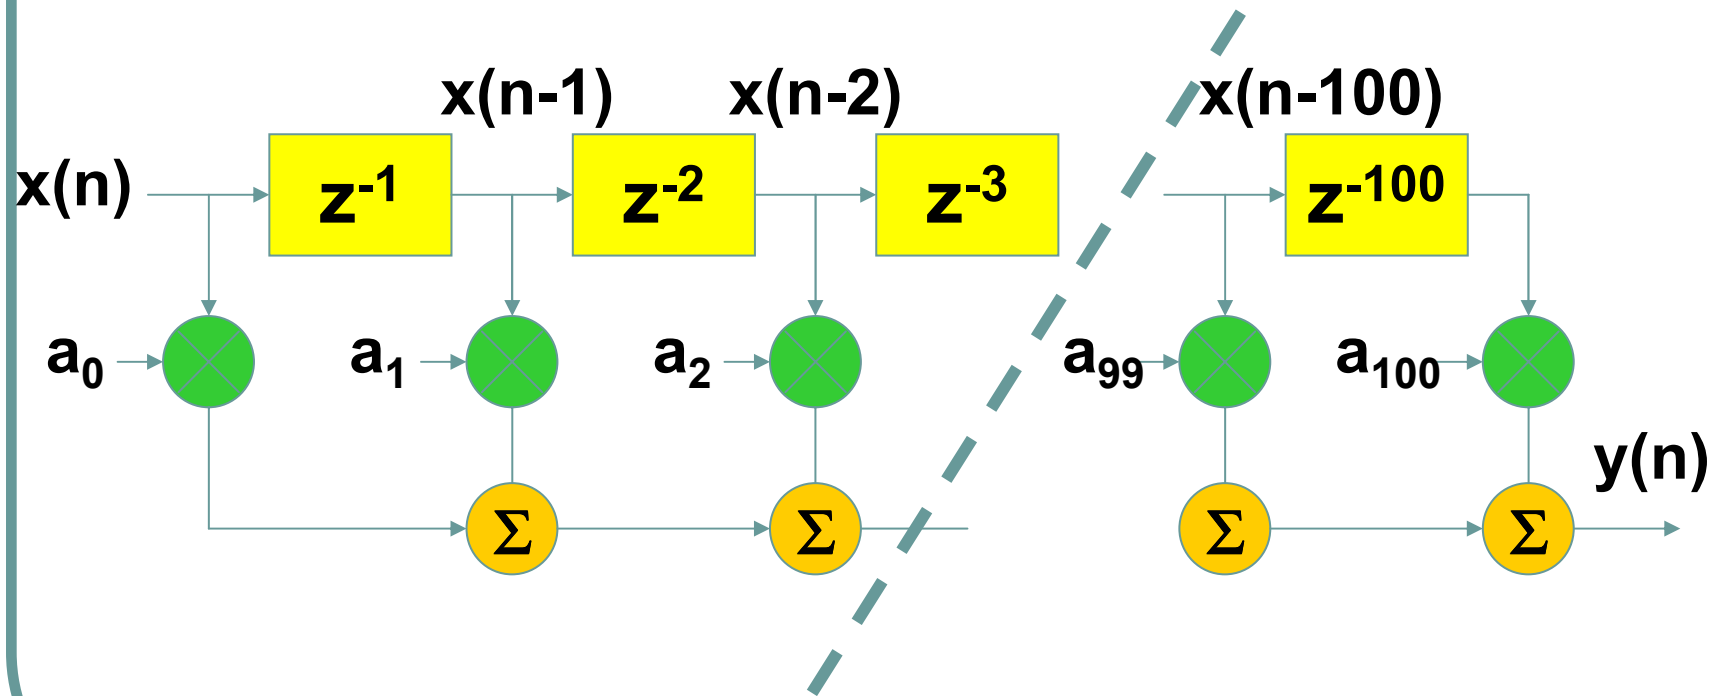 x(n-1) x(n-2) x(n-100)
x(n) z⁻¹ z⁻² z⁻³ z⁻¹⁰⁰
a₀ a₁ a₂ a₉₉ a₁₀₀
y(n)
Σ Σ Σ Σ